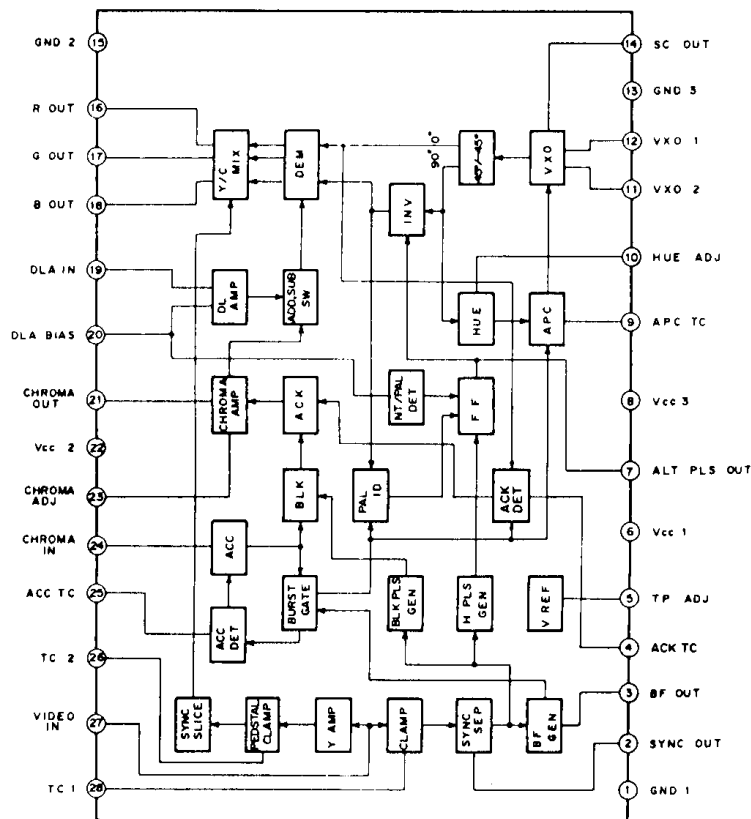 GND 2 15
14 SC OUT
13 GND 3
R OUT 16
12 VXO 1
G OUT 17
11 VXO 2
B OUT 18
10 HUE ADJ
DLA IN 19
9 APC TC
DLA BIAS 20
CHROMA
OUT 21
8 Vcc 3
Vcc 2 22
7 ALT PLS OUT
CHROMA
ADJ 23
6 Vcc 1
CHROMA
IN 24
ACC TC 25
5 TP ADJ
4 ACK TC
TC 2 26
3 BF OUT
VIDEO
IN 27
2 SYNC OUT
TC 1 28
1 GND 1
Y/C
MIX
DEM
90° 0°
45°/-45°
VXO
INV
DL
AMP
ADD,SUB
SW
HUE
APC
CHROMA
AMP
ACK
NT/PAL
DET
FF
BLK
PAL
ID
ACK
DET
ACC
ACC
DET
BURST
GATE
BLK PLS
GEN
H PLS
GEN
V REF
SYNC
SLICE
PEDSTAL
CLAMP
Y AMP
CLAMP
SYNC
SEP
BF
GEN